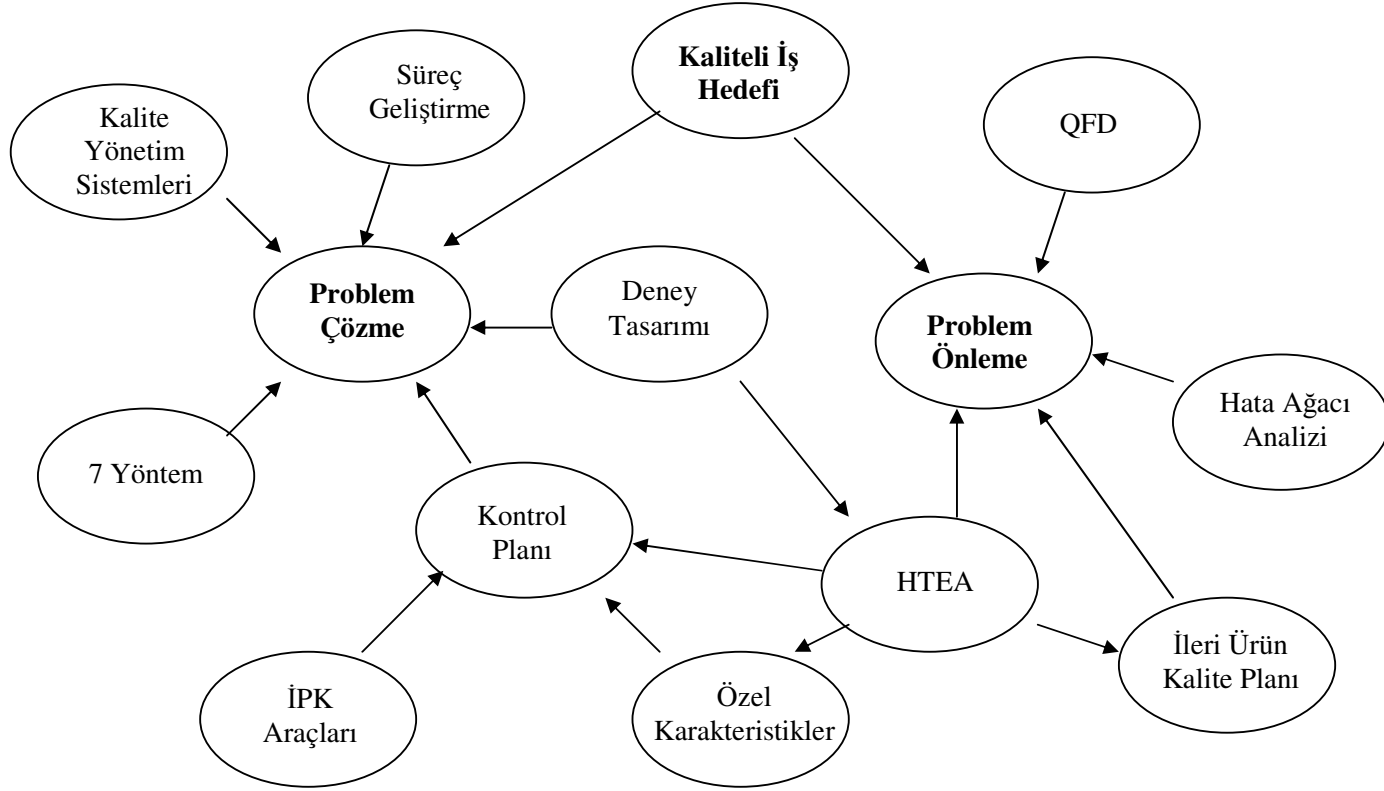 Kaliteli İş
Hedefi
Süreç
Geliştirme
QFD
Kalite
Yönetim
Sistemleri
Problem
Çözme
Deney
Tasarımı
Problem
Önleme
Hata Ağacı
Analizi
7 Yöntem
Kontrol
Planı
HTEA
İleri Ürün
Kalite Planı
İPK
Araçları
Özel
Karakteristikler